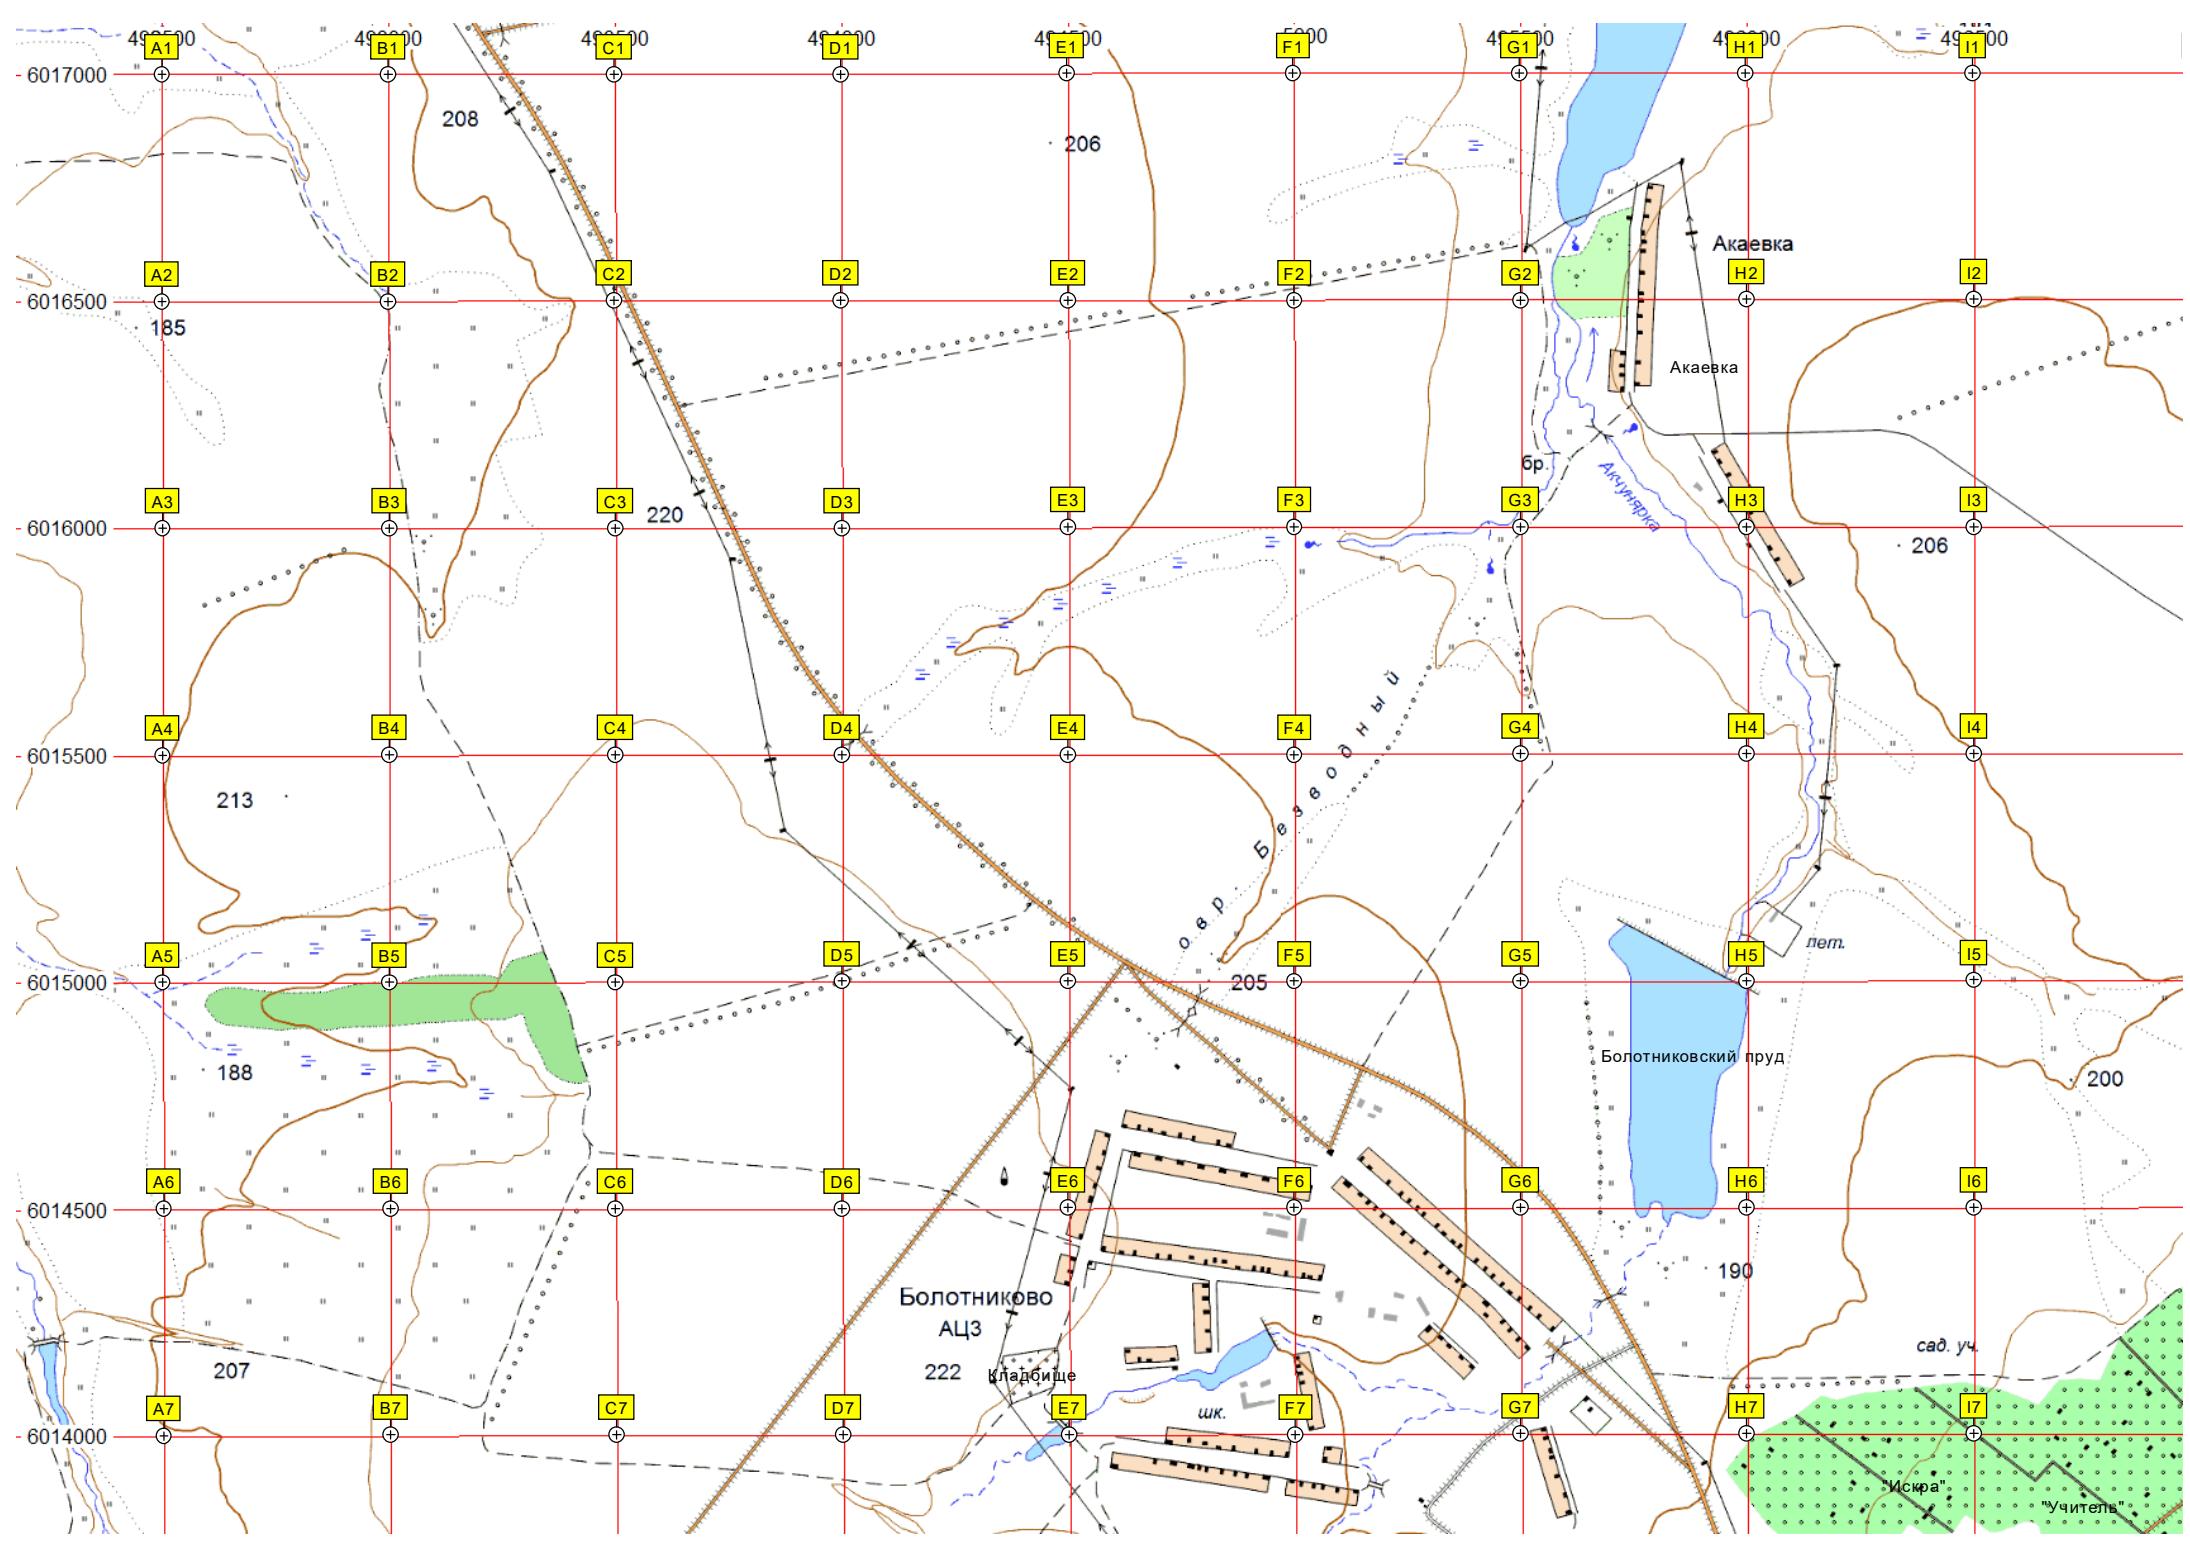 A1 B1 C1 D1 E1 F1 G1 H1 I1
6017000
208
206
Акаевка
A2 B2 C2 D2 E2 F2 G2 H2 I2
6016500
185
Акаевка
бр.
Акчунярка
A3 B3 C3 D3 E3 F3 G3 H3 I3
220
6016000
206
A4 B4 C4 D4 E4 F4 G4 H4 I4
6015500
213
овр. Безводный
лет.
A5 B5 C5 D5 E5 F5 G5 H5 I5
6015000
205
Болотниковский пруд
188
200
A6 B6 C6 D6 E6 F6 G6 H6 I6
6014500
190
Болотниково
АЦЗ
сад. уч.
207
222
Кладбище
шк.
A7 B7 C7 D7 E7 F7 G7 H7 I7
6014000
"Искра"
"Учитель"